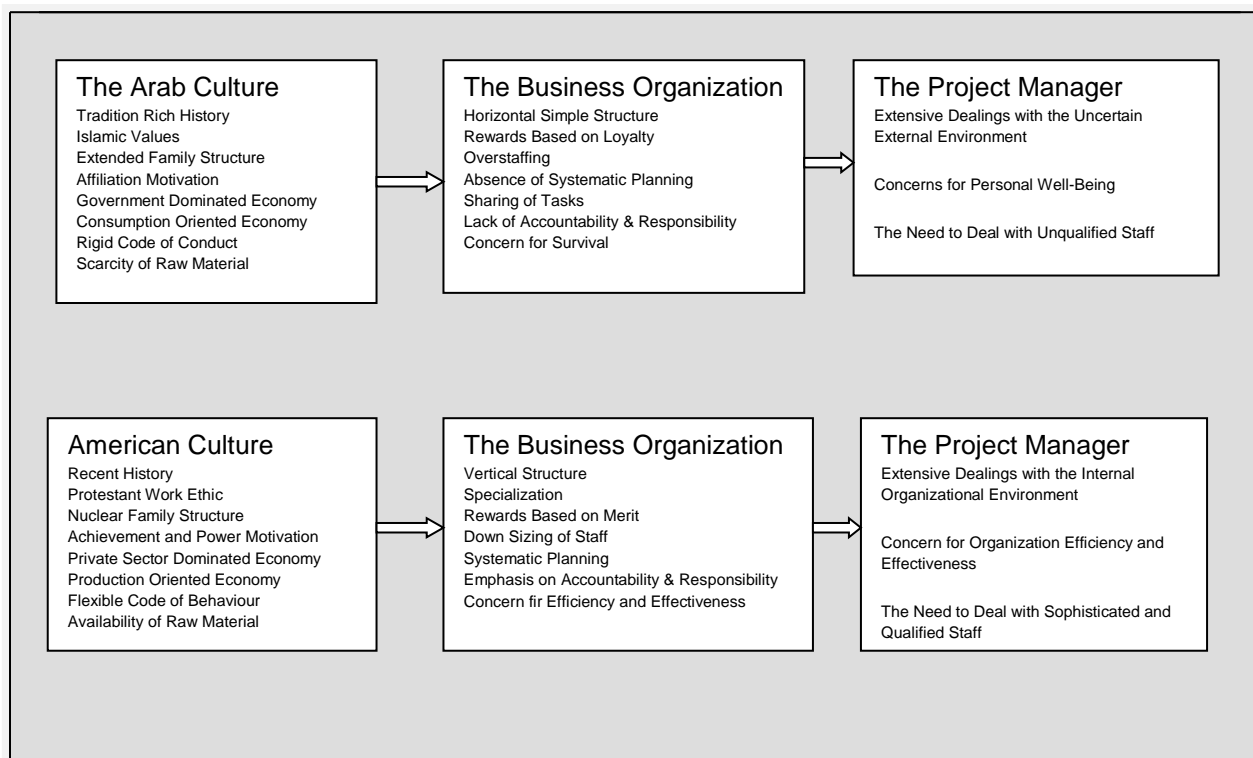 The Arab Culture
Tradition Rich History
Islamic Values
Extended Family Structure
Affiliation Motivation
Government Dominated Economy
Consumption Oriented Economy
Rigid Code of Conduct
Scarcity of Raw Material
The Business Organization
Horizontal Simple Structure
Rewards Based on Loyalty
Overstaffing
Absence of Systematic Planning
Sharing of Tasks
Lack of Accountability & Responsibility
Concern for Survival
The Project Manager
Extensive Dealings with the Uncertain
External Environment
Concerns for Personal Well-Being
The Need to Deal with Unqualified Staff
American Culture
Recent History
Protestant Work Ethic
Nuclear Family Structure
Achievement and Power Motivation
Private Sector Dominated Economy
Production Oriented Economy
Flexible Code of Behaviour
Availability of Raw Material
The Business Organization
Vertical Structure
Specialization
Rewards Based on Merit
Down Sizing of Staff
Systematic Planning
Emphasis on Accountability & Responsibility
Concern fir Efficiency and Effectiveness
The Project Manager
Extensive Dealings with the Internal
Organizational Environment
Concern for Organization Efficiency and
Effectiveness
The Need to Deal with Sophisticated and
Qualified Staff